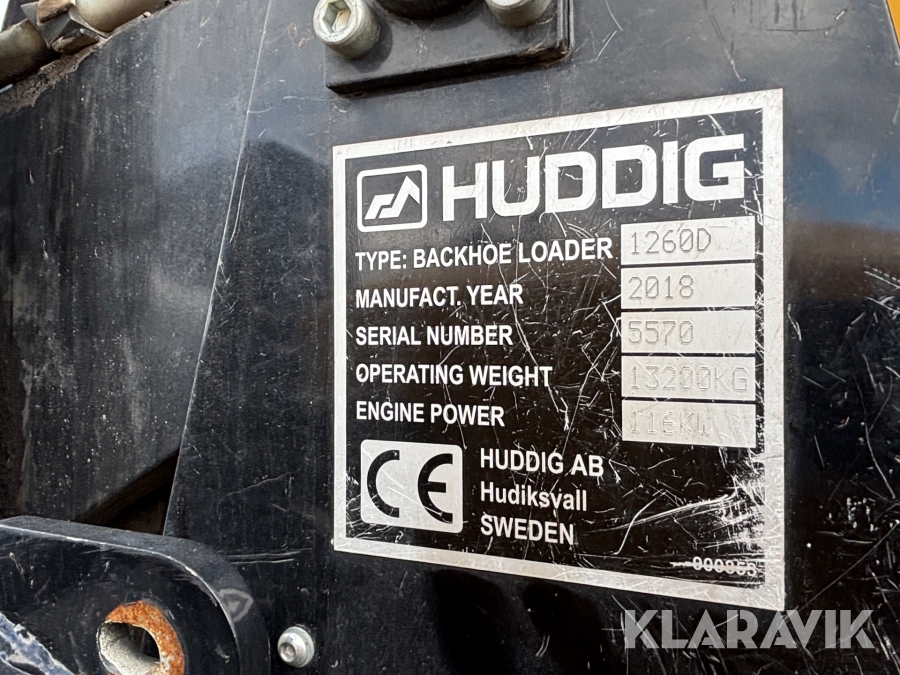 HUDDIG
TYPE: BACKHOE LOADER 1260D
MANUFACT. YEAR 2018
SERIAL NUMBER 5570
OPERATING WEIGHT 13200KG
ENGINE POWER 116KW
CE
HUDDIG AB
Hudiksvall
SWEDEN
KLARAVIK